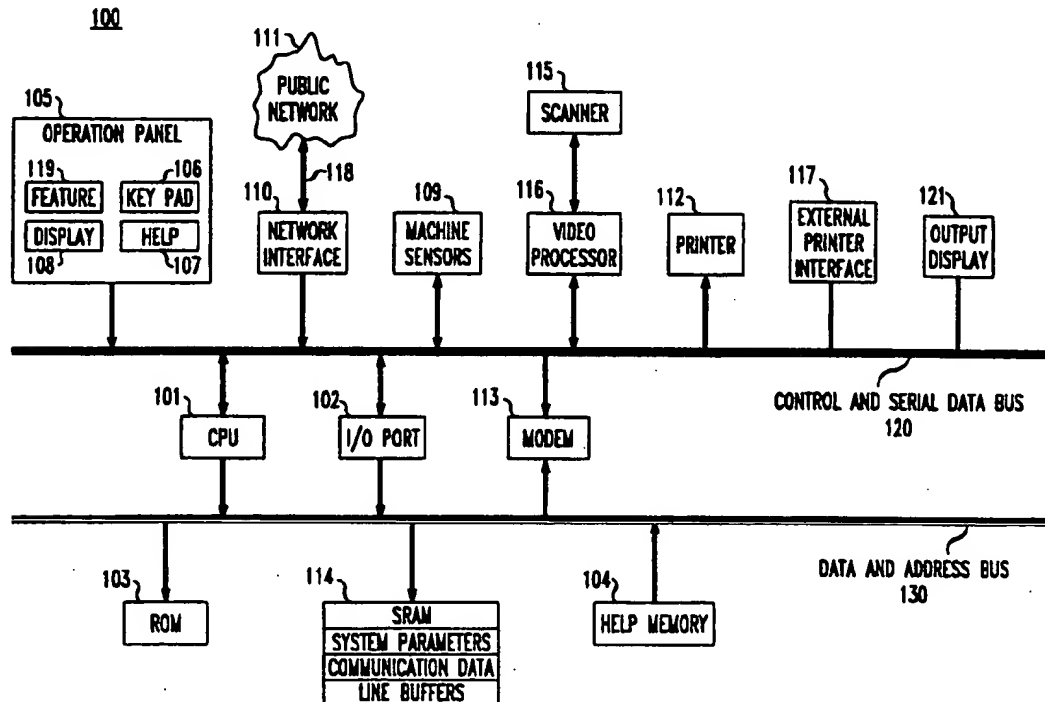 100
111
PUBLIC
NETWORK
105
OPERATION PANEL
119
106
FEATURE
KEY PAD
DISPLAY
HELP
108
107
118
110
NETWORK
INTERFACE
109
MACHINE
SENSORS
115
SCANNER
116
VIDEO
PROCESSOR
112
PRINTER
117
EXTERNAL
PRINTER
INTERFACE
121
OUTPUT
DISPLAY
101
CPU
102
I/O PORT
113
MODEM
CONTROL AND SERIAL DATA BUS
120
103
ROM
114
SRAM
SYSTEM PARAMETERS
COMMUNICATION DATA
LINE BUFFERS
104
HELP MEMORY
DATA AND ADDRESS BUS
130